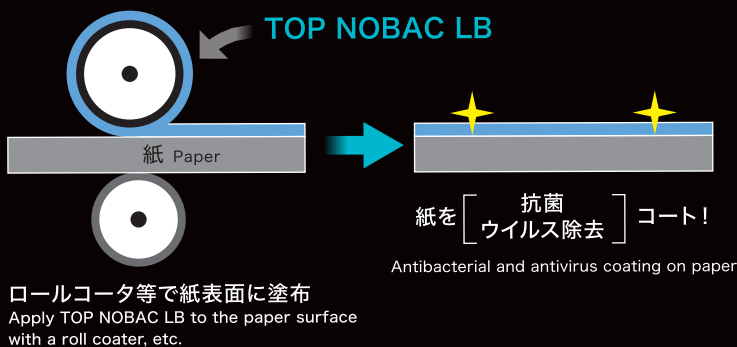 TOP NOBAC LB
紙 Paper
ロールコータ等で紙表面に塗布
Apply TOP NOBAC LB to the paper surface
with a roll coater, etc.
紙を[抗菌
ウイルス除去]コート!
Antibacterial and antivirus coating on paper